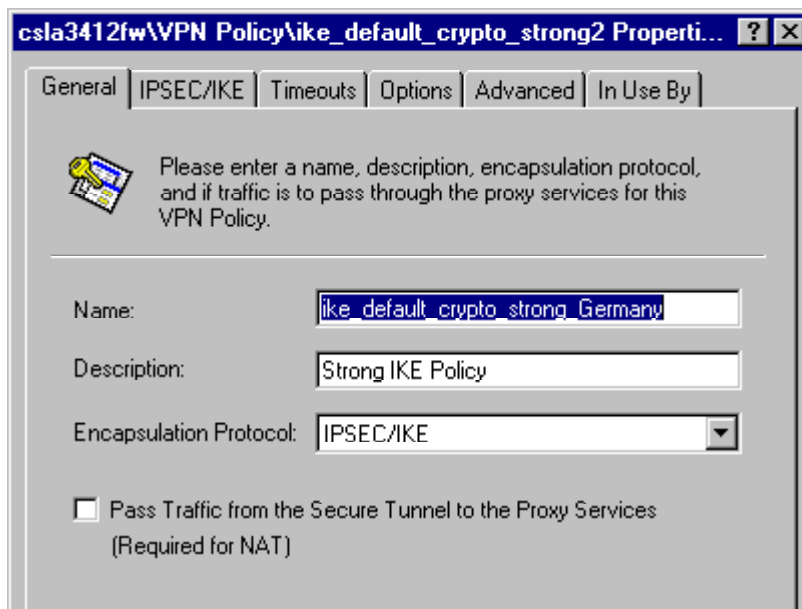 csla3412fw\VPN Policy\ike_default_crypto_strong2 Properti...
General IPSEC/IKE Timeouts Options Advanced In Use By
Please enter a name, description, encapsulation protocol,
and if traffic is to pass through the proxy services for this
VPN Policy.
Name: ike_default_crypto_strong_Germany
Description: Strong IKE Policy
Encapsulation Protocol: IPSEC/IKE
Pass Traffic from the Secure Tunnel to the Proxy Services
(Required for NAT)